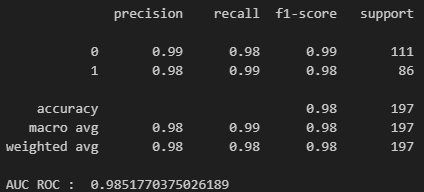 precision recall f1-score support
0 0.99 0.98 0.99 111
1 0.98 0.99 0.98 86
accuracy 0.98 197
macro avg 0.98 0.99 0.98 197
weighted avg 0.98 0.98 0.98 197
AUC ROC : 0.9851770375026189